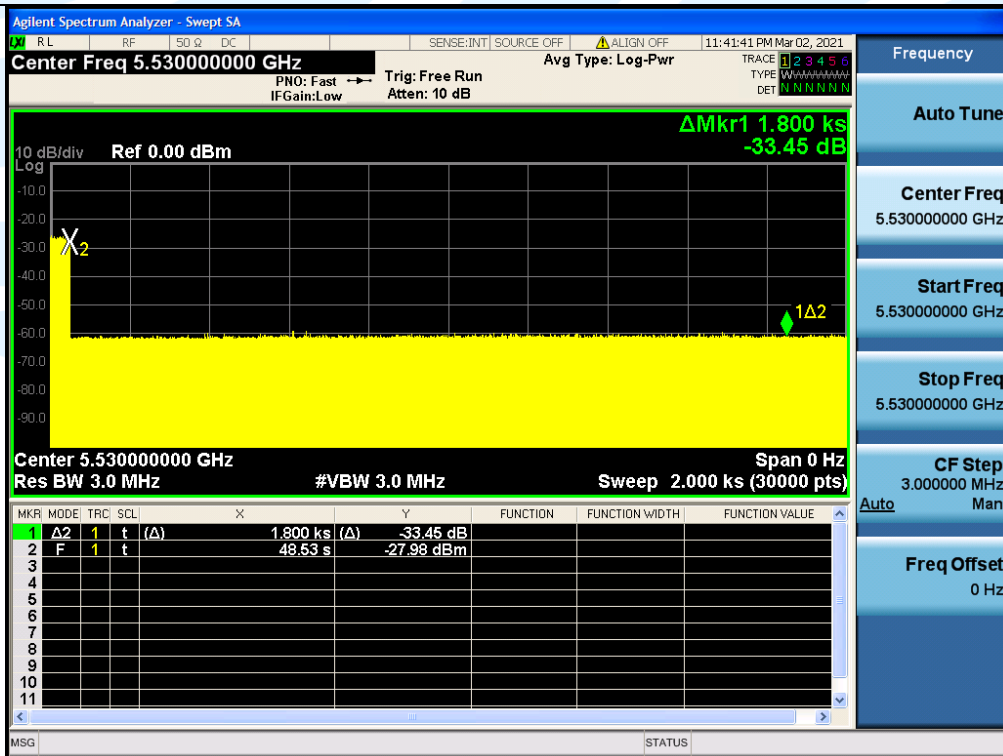 Agilent Spectrum Analyzer - Swept SA
LXI RL RF 50 Ω DC SENSE:INT SOURCE OFF ALIGN OFF 11:41:41 PM Mar 02, 2021
Center Freq 5.530000000 GHz
PNO: Fast
IFGain:Low
Trig: Free Run
Atten: 10 dB
Avg Type: Log-Pwr
TRACE 1 2 3 4 5 6
TYPE
DET N N N N N N
ΔMkr1 1.800 ks
-33.45 dB
10 dB/div Ref 0.00 dBm
Log
-10.0
-20.0
-30.0
-40.0
-50.0
-60.0
-70.0
-80.0
-90.0
X2
1Δ2
Center 5.530000000 GHz Span 0 Hz
Res BW 3.0 MHz #VBW 3.0 MHz Sweep 2.000 ks (30000 pts)
MKR MODE TRC SCL X Y FUNCTION FUNCTION WIDTH FUNCTION VALUE
1 Δ2 1 t (Δ) 1.800 ks (Δ) -33.45 dB
2 F 1 t 48.53 s -27.98 dBm
3
4
5
6
7
8
9
10
11
MSG STATUS
Frequency
Auto Tune
Center Freq
5.530000000 GHz
Start Freq
5.530000000 GHz
Stop Freq
5.530000000 GHz
CF Step
3.000000 MHz
Auto Man
Freq Offset
0 Hz